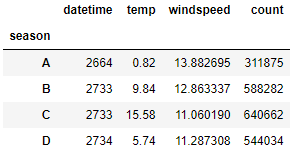 datetime temp windspeed count
season
A 2664 0.82 13.882695 311875
B 2733 9.84 12.863337 588282
C 2733 15.58 11.060190 640662
D 2734 5.74 11.287308 544034